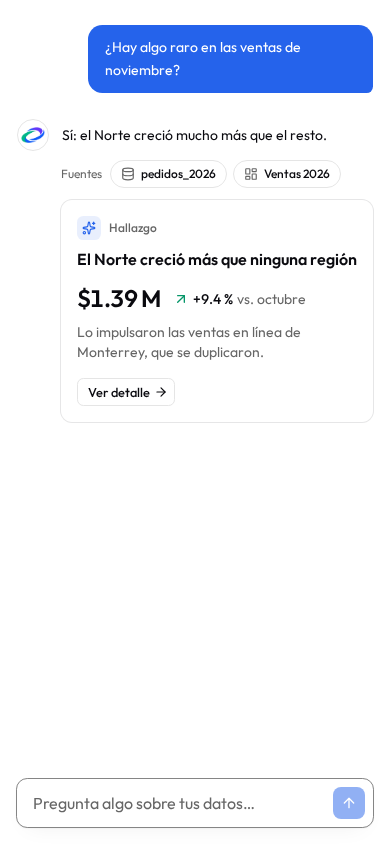 ¿Hay algo raro en las ventas de
noviembre?
Sí: el Norte creció mucho más que el resto.
Fuentes
pedidos_2026
Ventas 2026
Hallazgo
El Norte creció más que ninguna región
$1.39 M
+9.4 % vs. octubre
Lo impulsaron las ventas en línea de
Monterrey, que se duplicaron.
Ver detalle
Pregunta algo sobre tus datos…